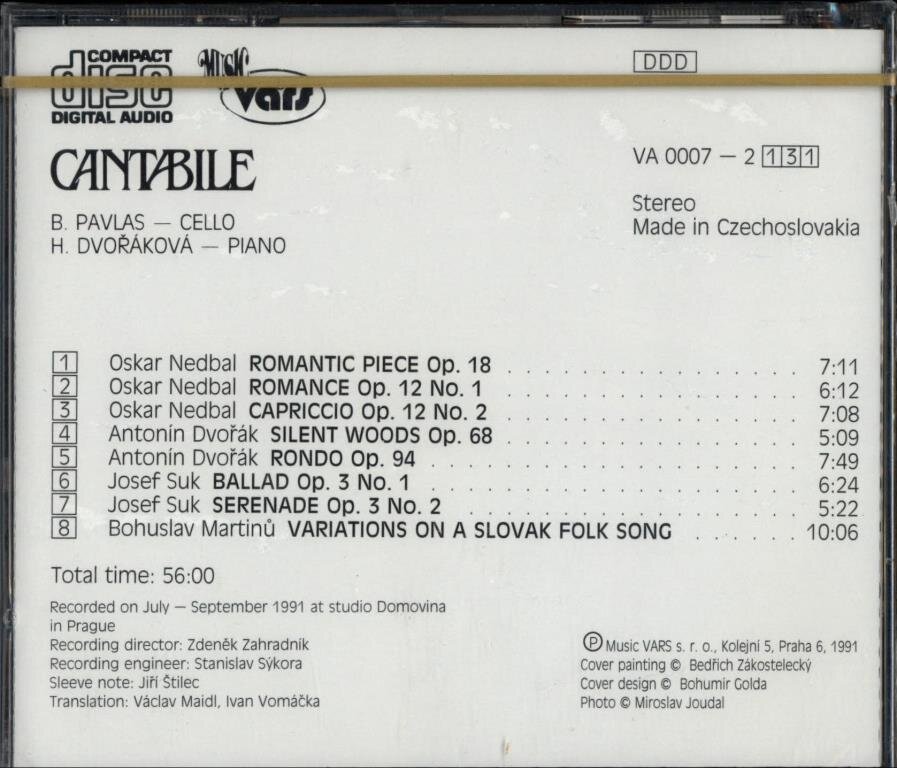 COMPACT
disc
DIGITAL AUDIO
MUSIC
vars
DDD
CANTABILE
VA 0007 – 2 1 3 1
B. PAVLAS – CELLO
H. DVOŘÁKOVÁ – PIANO
Stereo
Made in Czechoslovakia
1 Oskar Nedbal ROMANTIC PIECE Op. 18 . . . . . . . . . . . . . . . 7:11
2 Oskar Nedbal ROMANCE Op. 12 No. 1 . . . . . . . . . . . . . . . 6:12
3 Oskar Nedbal CAPRICCIO Op. 12 No. 2 . . . . . . . . . . . . . . . 7:08
4 Antonín Dvořák SILENT WOODS Op. 68 . . . . . . . . . . . . . . . 5:09
5 Antonín Dvořák RONDO Op. 94 . . . . . . . . . . . . . . . . . . . 7:49
6 Josef Suk BALLAD Op. 3 No. 1 . . . . . . . . . . . . . . . . . . . 6:24
7 Josef Suk SERENADE Op. 3 No. 2 . . . . . . . . . . . . . . . . . 5:22
8 Bohuslav Martinů VARIATIONS ON A SLOVAK FOLK SONG . . . . . . 10:06
Total time: 56:00
Recorded on July – September 1991 at studio Domovina
in Prague
Recording director: Zdeněk Zahradník
Recording engineer: Stanislav Sýkora
Sleeve note: Jiří Štilec
Translation: Václav Maidl, Ivan Vomáčka
Ⓟ Music VARS s. r. o., Kolejní 5, Praha 6, 1991
Cover painting © Bedřich Zákostelecký
Cover design © Bohumir Golda
Photo © Miroslav Joudal